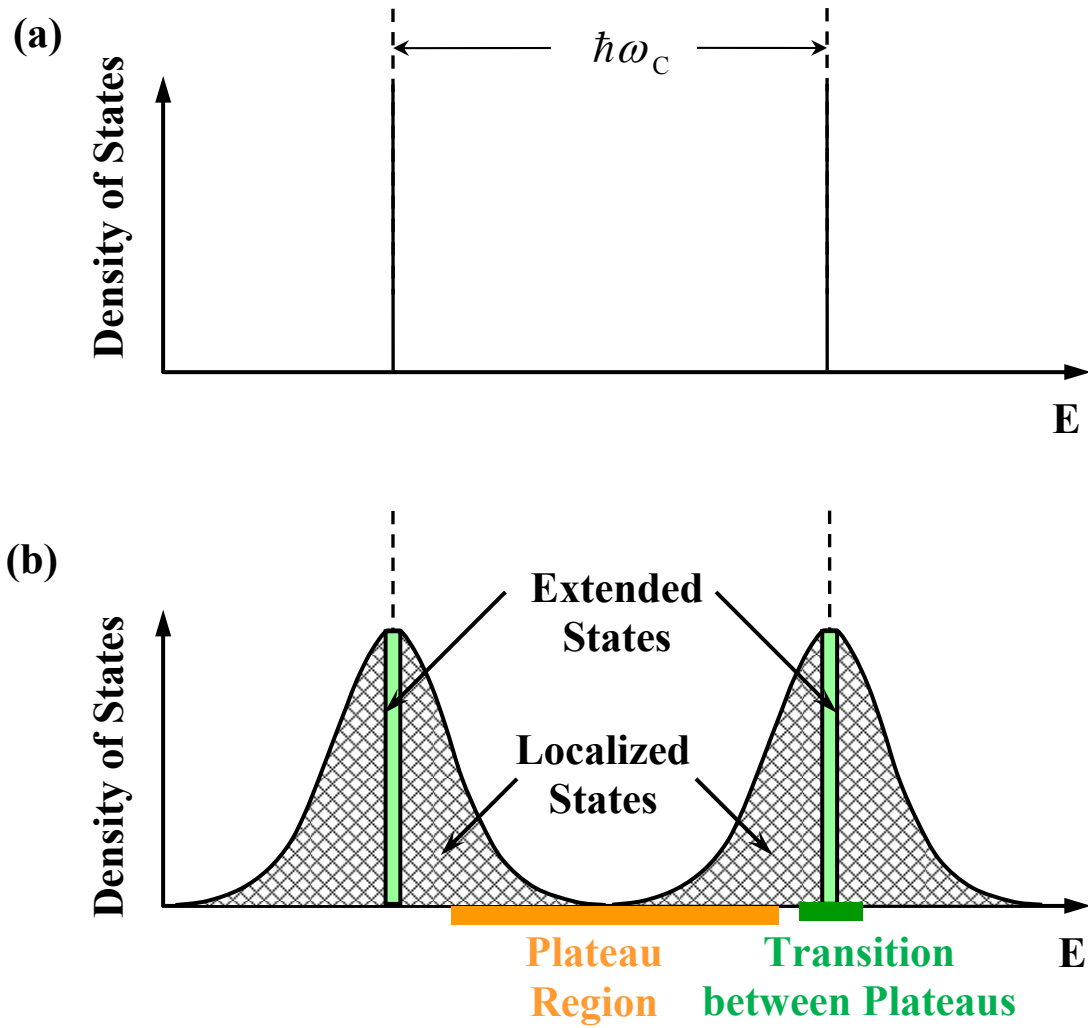 (a)
ħω_C
Density of States
E
(b)
Extended
States
Localized
States
Density of States
E
Plateau
Region
Transition
between Plateaus